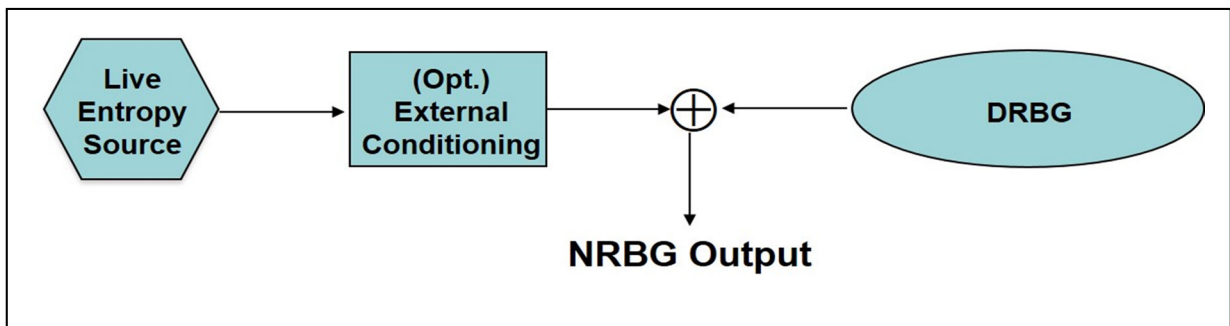 Live
Entropy
Source
(Opt.)
External
Conditioning
DRBG
NRBG Output